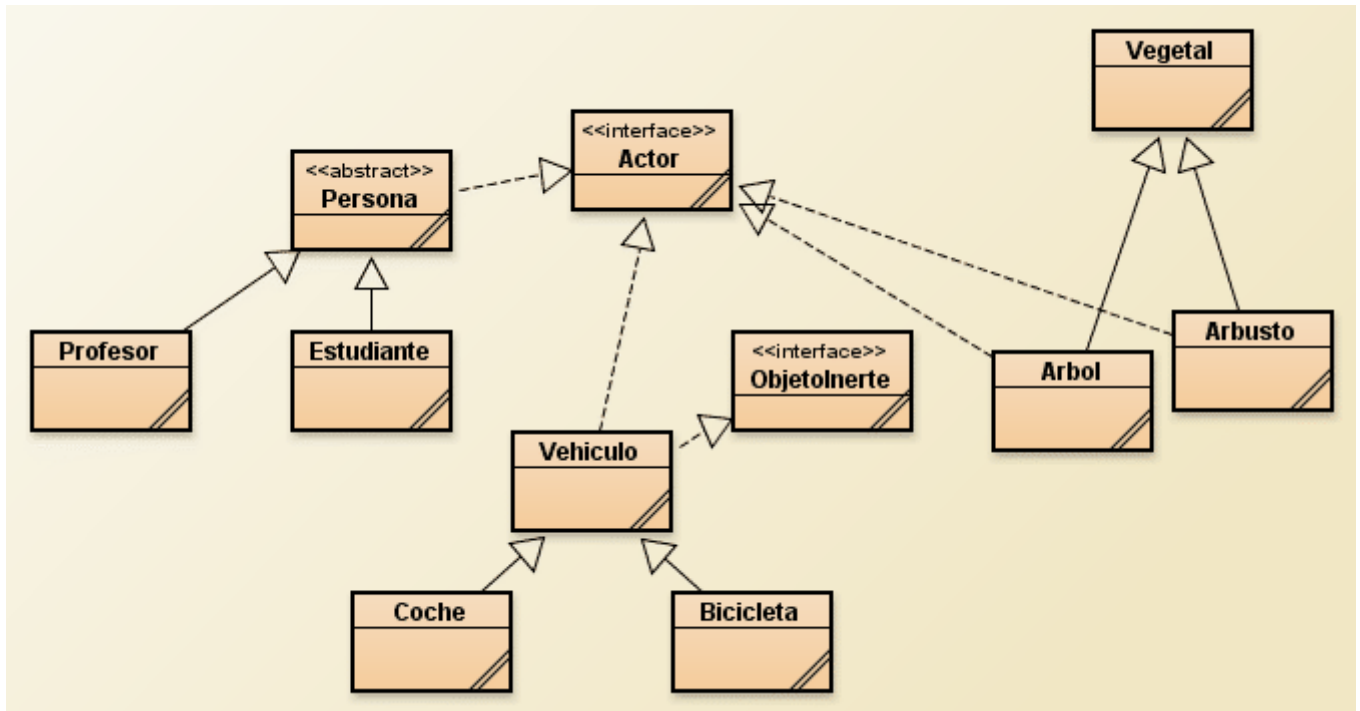 Vegetal
<<interface>>
Actor
<<abstract>>
Persona
Profesor
Estudiante
<<interface>>
ObjetoInerte
Arbol
Arbusto
Vehiculo
Coche
Bicicleta